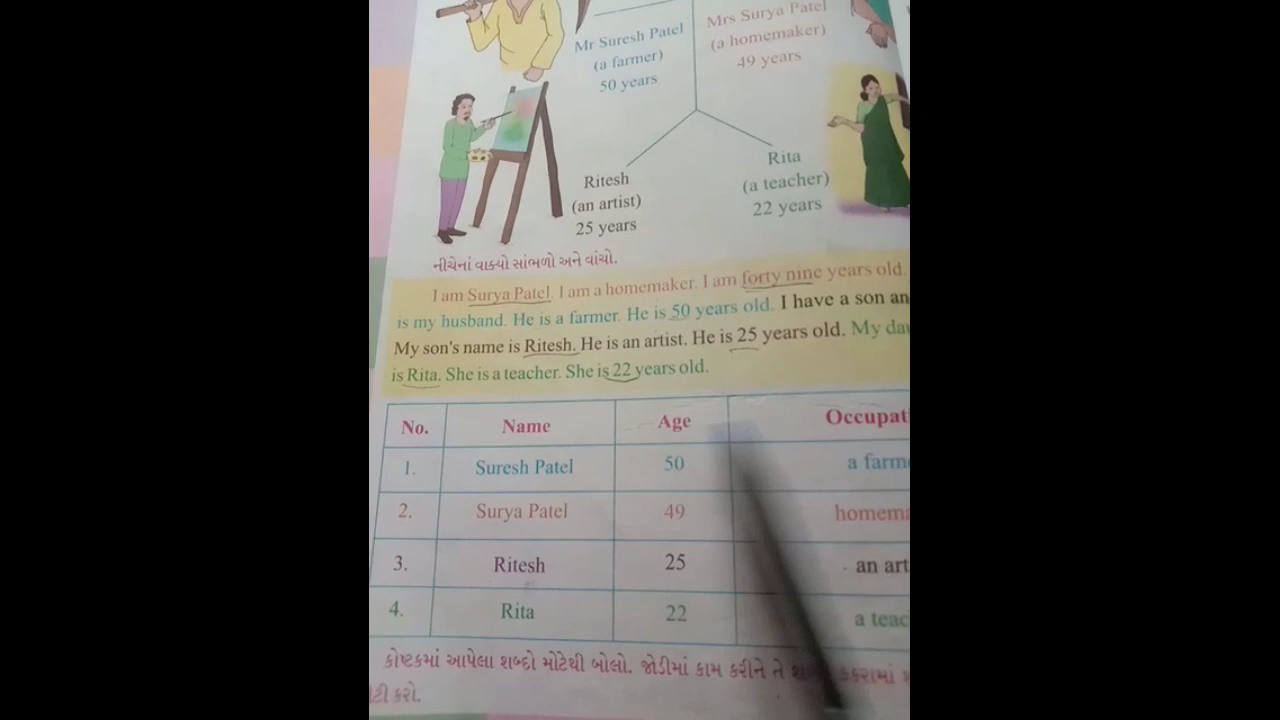 Mr Suresh Patel
(a farmer)
50 years
Mrs Surya Patel
(a homemaker)
49 years
Ritesh
(an artist)
25 years
Rita
(a teacher)
22 years
નીચેનાં વાક્યો સાંભળો અને વાંચો.
I am Surya Patel. I am a homemaker. I am forty nine years old.
is my husband. He is a farmer. He is 50 years old. I have a son an
My son's name is Ritesh. He is an artist. He is 25 years old. My dau
is Rita. She is a teacher. She is 22 years old.
No. Name Age Occupati
1. Suresh Patel 50 a farme
2. Surya Patel 49 homema
3. Ritesh 25 an art
4. Rita 22 a teac
કોષ્ટકમાં આપેલા શબ્દો મોટેથી બોલો. જોડીમાં કામ કરીને તે
કરો.